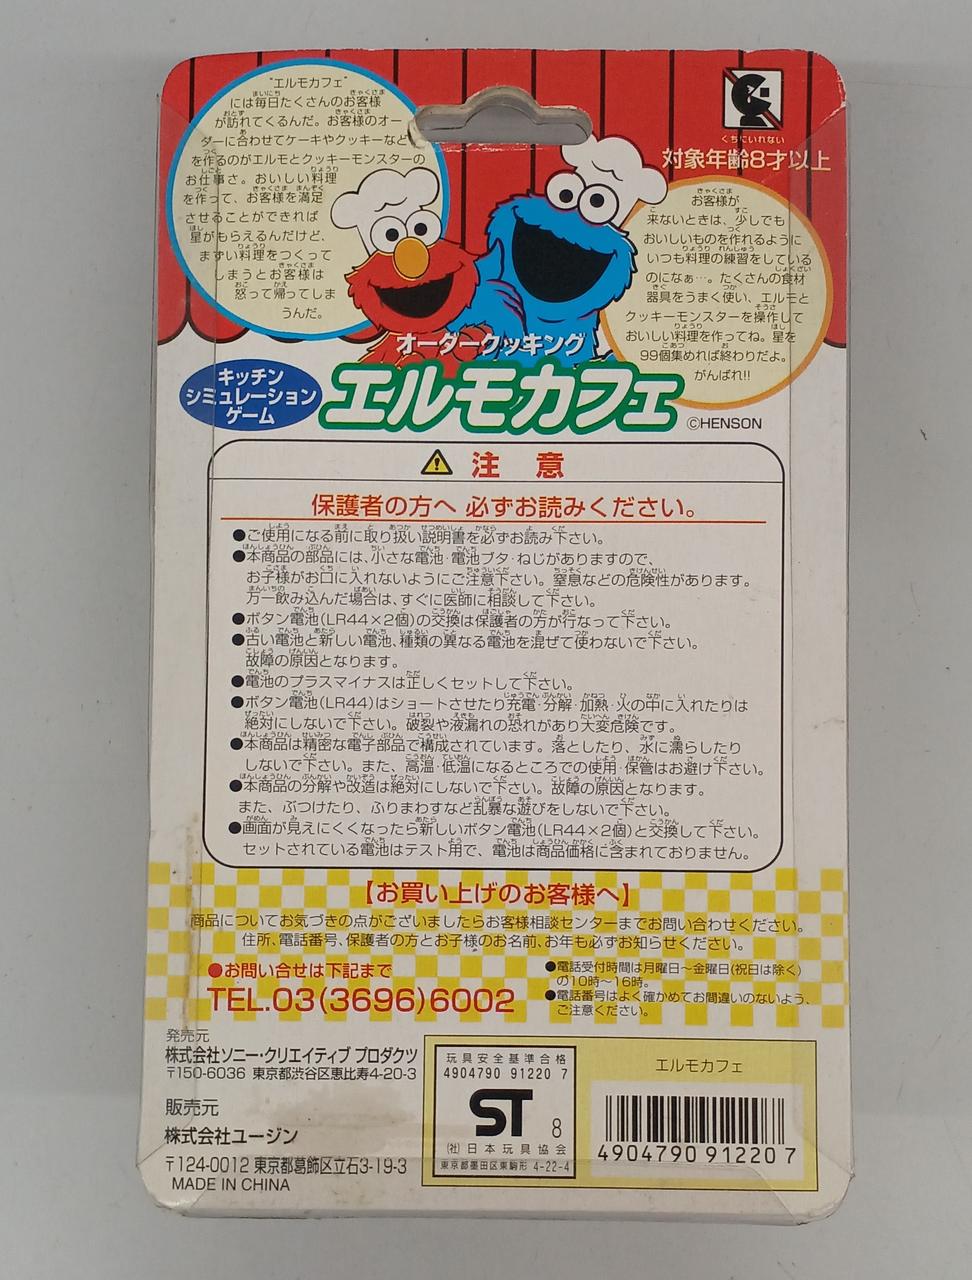 "エルモカフェ"
には毎日たくさんのお客様
が訪れてくるんだ。お客様のオー
ダーに合わせてケーキやクッキーなど
を作るのがエルモとクッキーモンスターの
お仕事さ。おいしい料理
を作って、お客様を満足
させることができれば
星がもらえるんだけど、
まずい料理をつくって
しまうとお客様は
怒って帰ってしま
うんだ。
くちにいれない
対象年齢8才以上
お客様が
来ないときは、少しでも
おいしいものを作れるように
いつも料理の練習をしている
のになぁ…。たくさんの食材
器具をうまく使い、エルモと
クッキーモンスターを操作して
おいしい料理を作ってね。星を
99個集めれば終わりだよ。
がんばれ!!
オーダークッキング
キッチン
シミュレーション
ゲーム
エルモカフェ
©HENSON
注 意
保護者の方へ 必ずお読みください。
●ご使用になる前に取り扱い説明書を必ずお読み下さい。
●本商品の部品には、小さな電池・電池ブタ・ねじがありますので、
お子様がお口に入れないようにご注意下さい。窒息などの危険性があります。
万一飲み込んだ場合は、すぐに医師に相談して下さい。
●ボタン電池(LR44×2個)の交換は保護者の方が行なって下さい。
●古い電池と新しい電池、種類の異なる電池を混ぜて使わないで下さい。
故障の原因となります。
●電池のプラスマイナスは正しくセットして下さい。
●ボタン電池(LR44)はショートさせたり充電・分解・加熱・火の中に入れたりは
絶対にしないで下さい。破裂や液漏れの恐れがあり大変危険です。
●本商品は精密な電子部品で構成されています。落としたり、水に濡らしたり
しないで下さい。また、高温・低温になるところでの使用・保管はお避け下さい。
●本商品の分解や改造は絶対にしないで下さい。故障の原因となります。
また、ぶつけたり、ふりまわすなど乱暴な遊びをしないで下さい。
●画面が見えにくくなったら新しいボタン電池(LR44×2個)と交換して下さい。
セットされている電池はテスト用で、電池は商品価格に含まれておりません。
【お買い上げのお客様へ】
商品についてお気づきの点がございましたらお客様相談センターまでお問い合わせください。
住所、電話番号、保護者の方とお子様のお名前、お年も必ずお知らせください。
●お問い合せは下記まで
TEL.03(3696)6002
●電話受付時間は月曜日〜金曜日(祝日は除く)
の10時〜16時。
●電話番号はよく確かめてお間違いのないよう、
ご注意ください。
発売元
株式会社ソニー・クリエイティブ プロダクツ
〒150-6036 東京都渋谷区恵比寿4-20-3
販売元
株式会社ユージン
〒124-0012 東京都葛飾区立石3-19-3
MADE IN CHINA
玩具安全基準合格
4904790 91220 7
ST 8
(社)日本玩具協会
東京都墨田区東駒形 4-22-4
エルモカフェ
4904790 912207